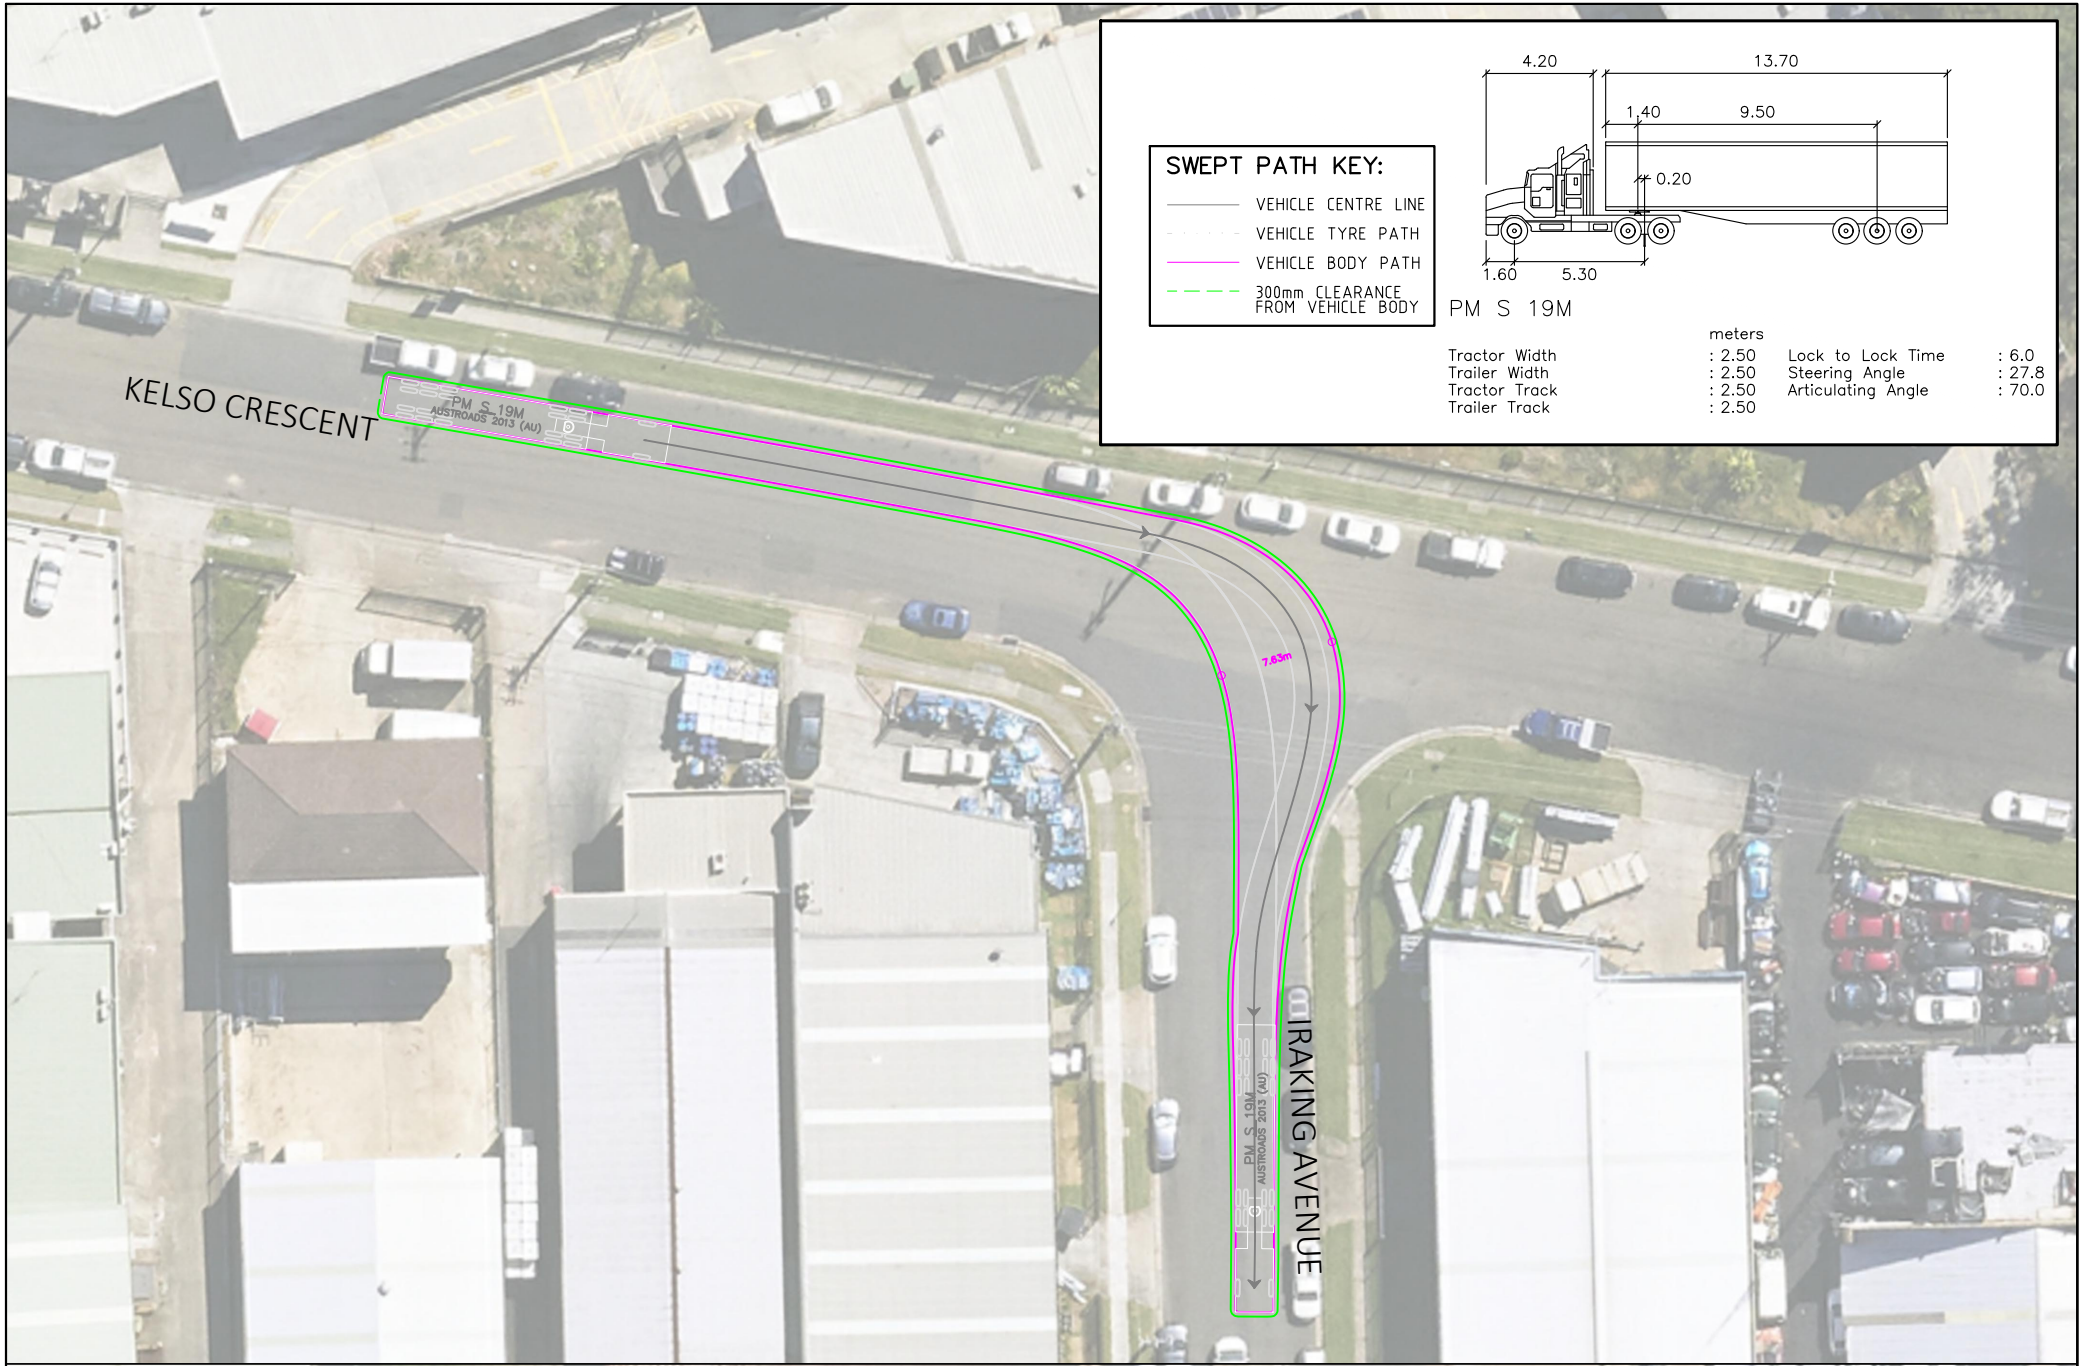 4.20
13.70
1.40
9.50
0.20
1.60
5.30
SWEPT PATH KEY:
VEHICLE CENTRE LINE
VEHICLE TYRE PATH
VEHICLE BODY PATH
300mm CLEARANCE
FROM VEHICLE BODY
PM S 19M
meters
Tractor Width : 2.50 Lock to Lock Time : 6.0
Trailer Width : 2.50 Steering Angle : 27.8
Tractor Track : 2.50 Articulating Angle : 70.0
Trailer Track : 2.50
KELSO CRESCENT
PM S 19M
AUSTROADS 2013 (AU)
7.63m
PM S 19M
AUSTROADS 2013 (AU)
IRAKING AVENUE